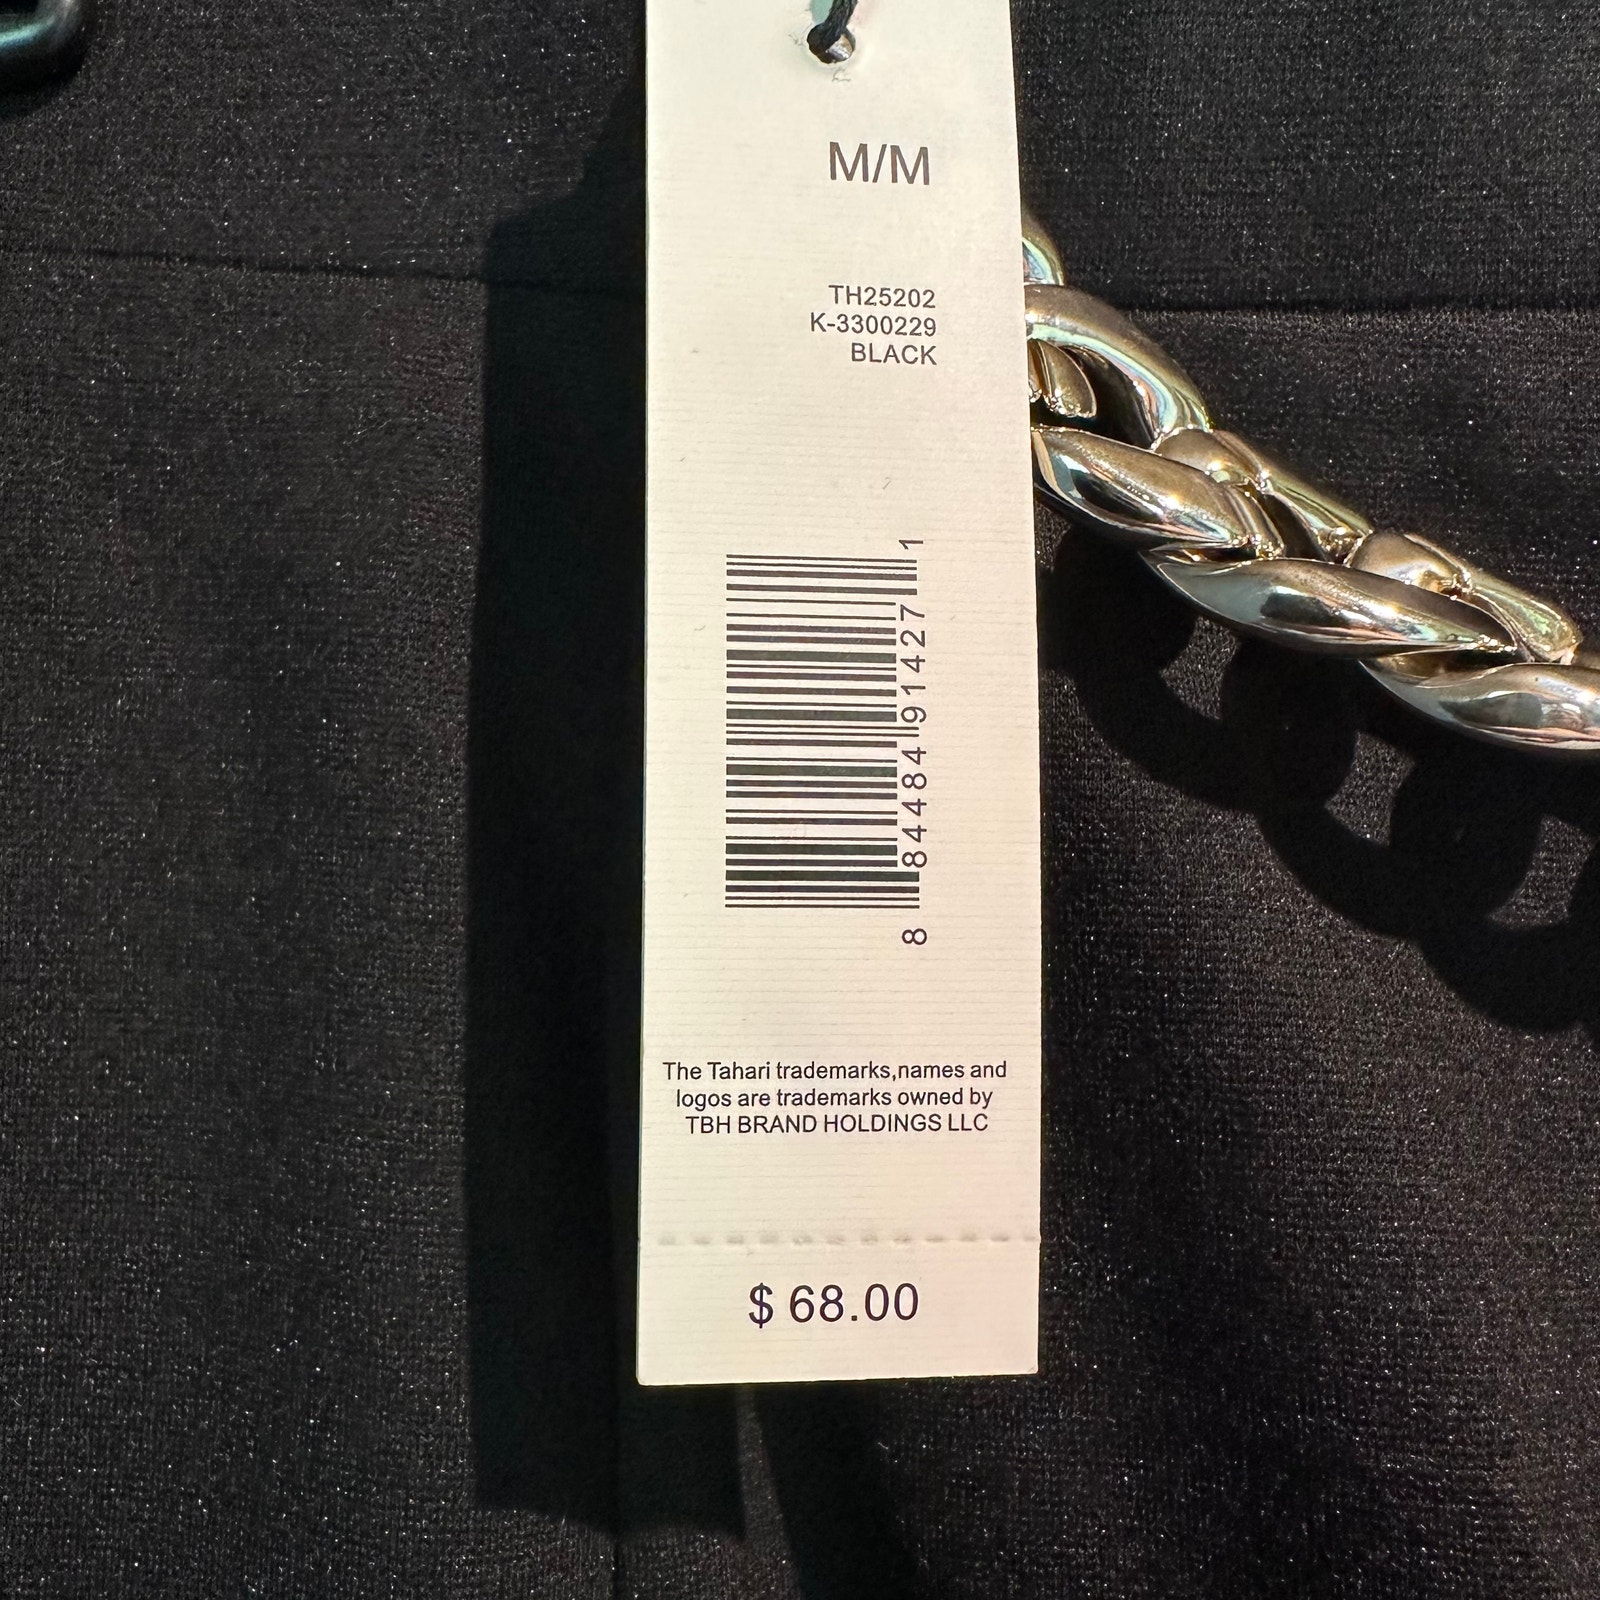 M/M
TH25202
K-3300229
BLACK
8 84484 91427 1
The Tahari trademarks,names and
logos are trademarks owned by
TBH BRAND HOLDINGS LLC
$ 68.00